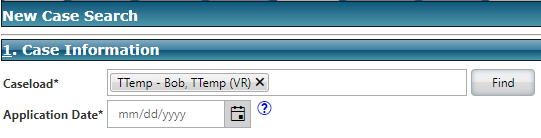 New Case Search
1. Case Information
Caseload* TTemp - Bob, TTemp (VR) ✕ Find
Application Date* mm/dd/yyyy ?